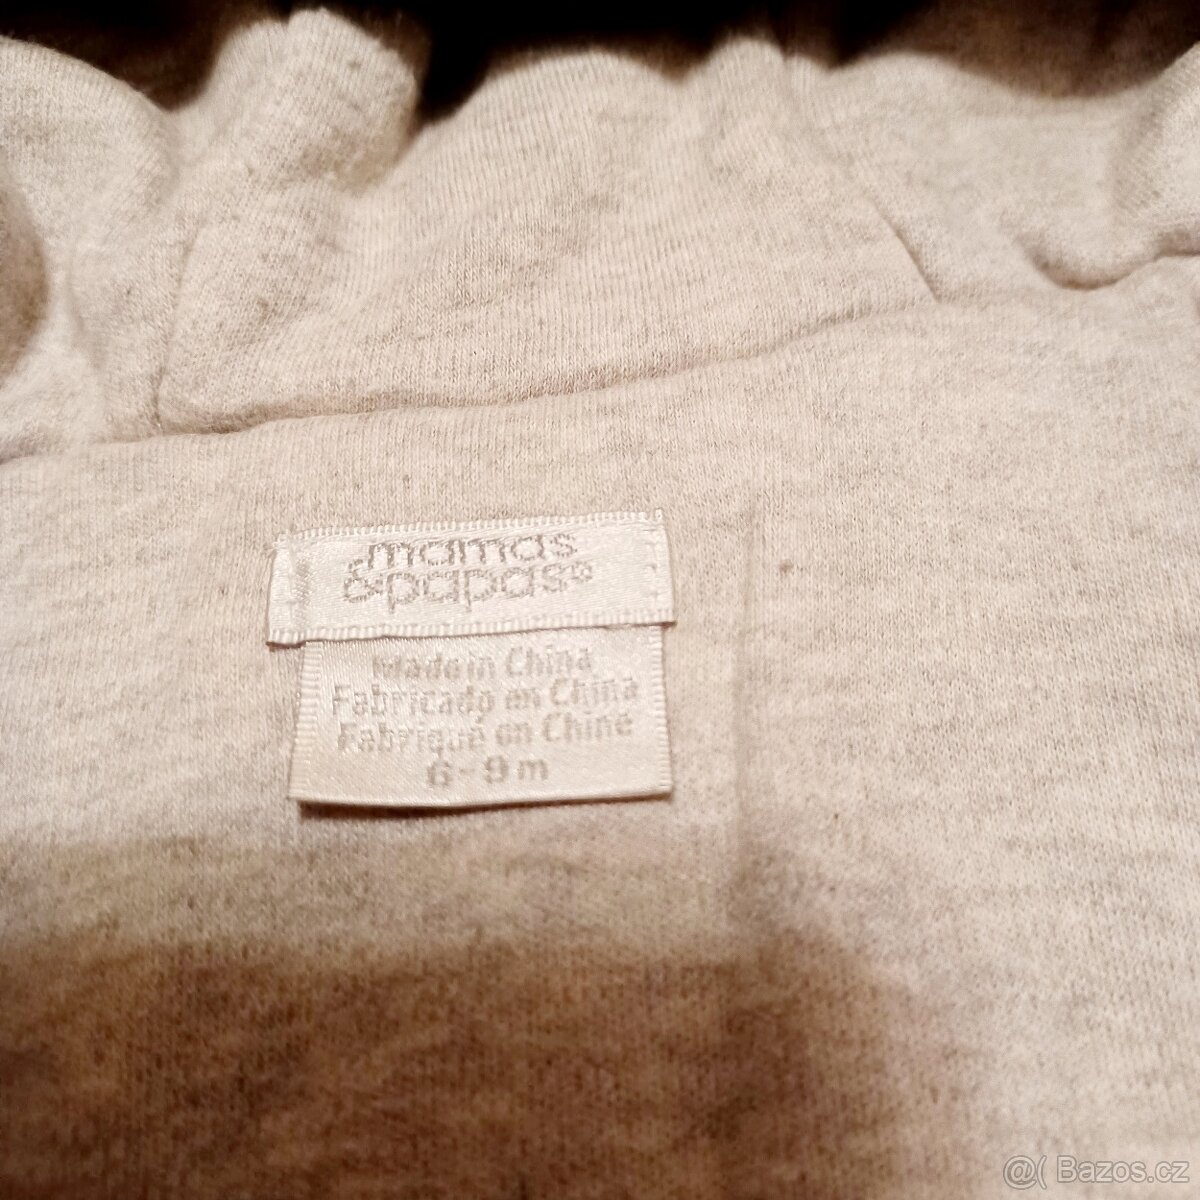 mamas
&papas®
Made in China
Fabricado en China
Fabriqué en Chine
6-9m
@( Bazos.cz